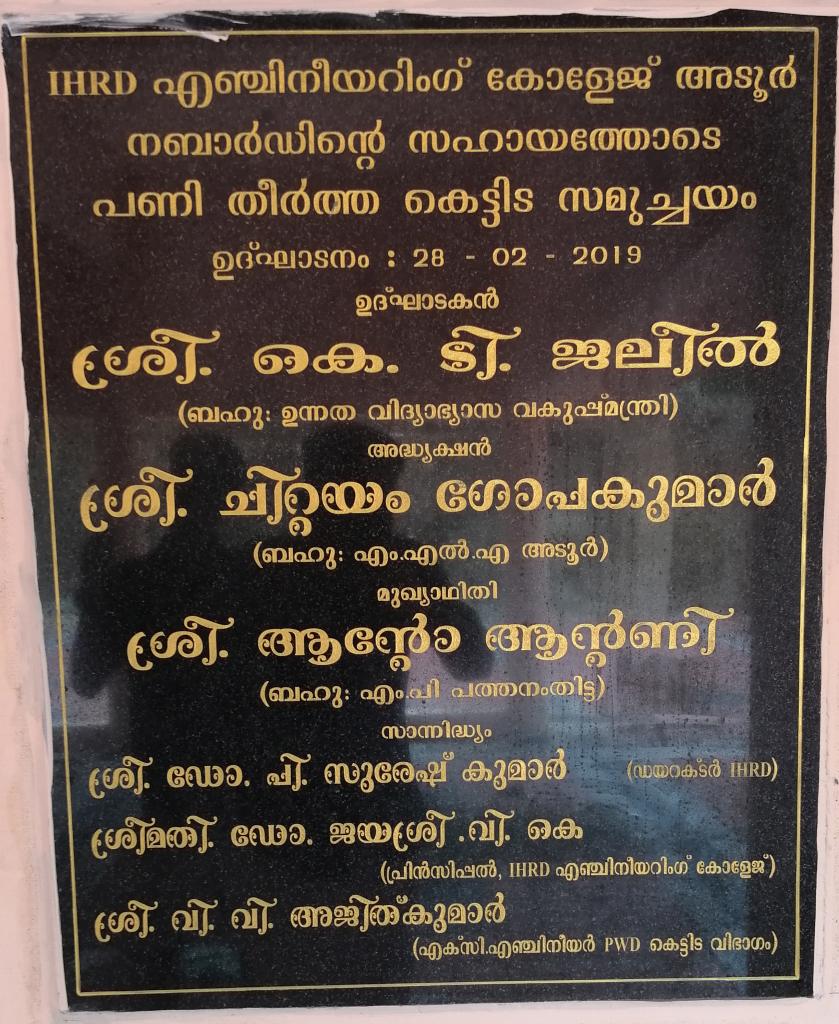 IHRD എഞ്ചിനീയറിംഗ് കോളേജ് അടൂർ
നബാർഡിന്റെ സഹായത്തോടെ
പണി തീർത്ത കെട്ടിട സമുച്ചയം
ഉദ്ഘാടനം : 28 - 02 - 2019
ഉദ്ഘാടകൻ
ശ്രീ. കെ. ടി. ജലീൽ
(ബഹു: ഉന്നത വിദ്യാഭ്യാസ വകുപ്പ്മന്ത്രി)
അദ്ധ്യക്ഷൻ
ശ്രീ. ചിറ്റയം ഗോപകുമാർ
(ബഹു: എം.എൽ.എ അടൂർ)
മുഖ്യാഥിതി
ശ്രീ. ആന്റോ ആന്റണി
(ബഹു: എം.പി പത്തനംതിട്ട)
സാന്നിദ്ധ്യം
ശ്രീ. ഡോ. പി. സുരേഷ് കുമാർ (ഡയറക്ടർ IHRD)
ശ്രീമതി. ഡോ. ജയശ്രീ .വി. കെ
(പ്രിൻസിപ്പൽ, IHRD എഞ്ചിനീയറിംഗ് കോളേജ്)
ശ്രീ. വി. വി. അജിത്കുമാർ
(എക്സി.എഞ്ചിനീയർ PWD കെട്ടിട വിഭാഗം)